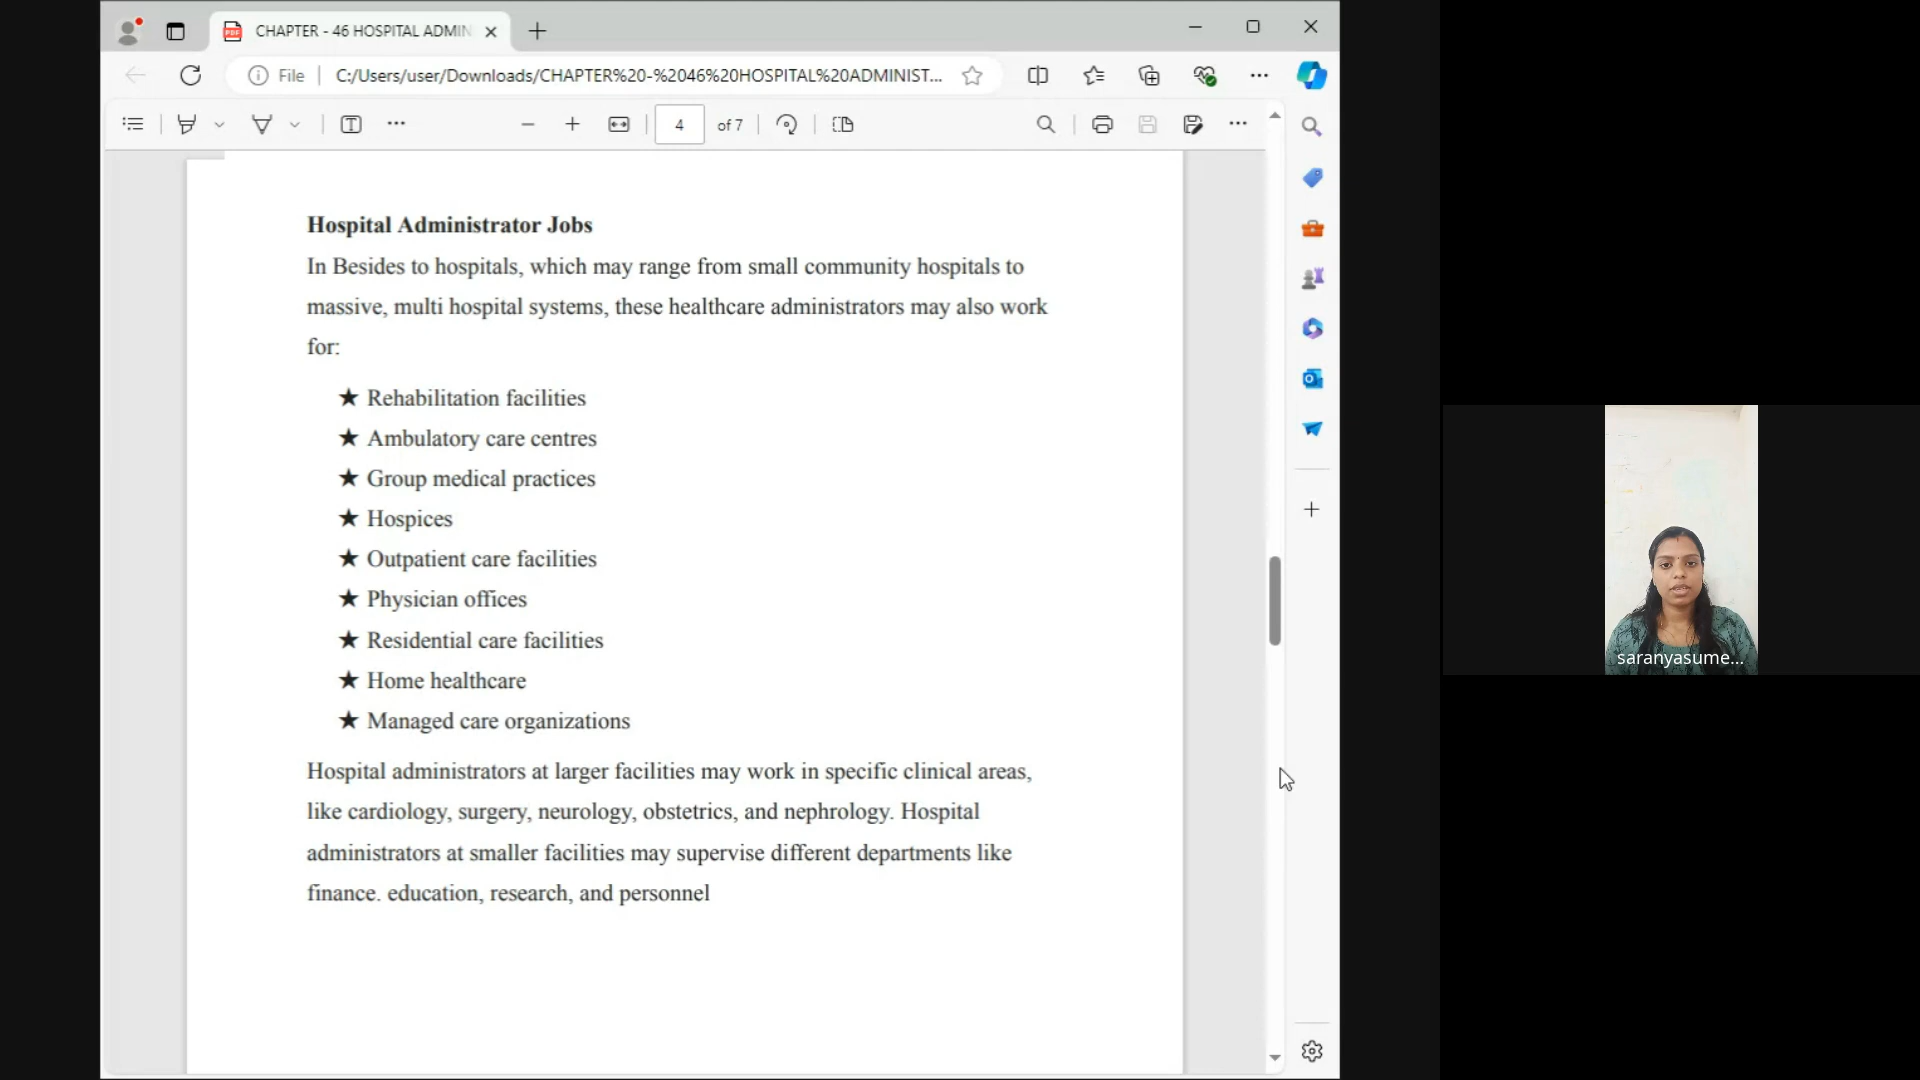 CHAPTER - 46 HOSPITAL ADMIN
File
C:/Users/user/Downloads/CHAPTER%20-%2046%20HOSPITAL%20ADMINIST...
4 of 7
Hospital Administrator Jobs
In Besides to hospitals, which may range from small community hospitals to
massive, multi hospital systems, these healthcare administrators may also work
for:
★ Rehabilitation facilities
★ Ambulatory care centres
★ Group medical practices
★ Hospices
★ Outpatient care facilities
★ Physician offices
★ Residential care facilities
★ Home healthcare
★ Managed care organizations
Hospital administrators at larger facilities may work in specific clinical areas,
like cardiology, surgery, neurology, obstetrics, and nephrology. Hospital
administrators at smaller facilities may supervise different departments like
finance. education, research, and personnel
saranyasume...